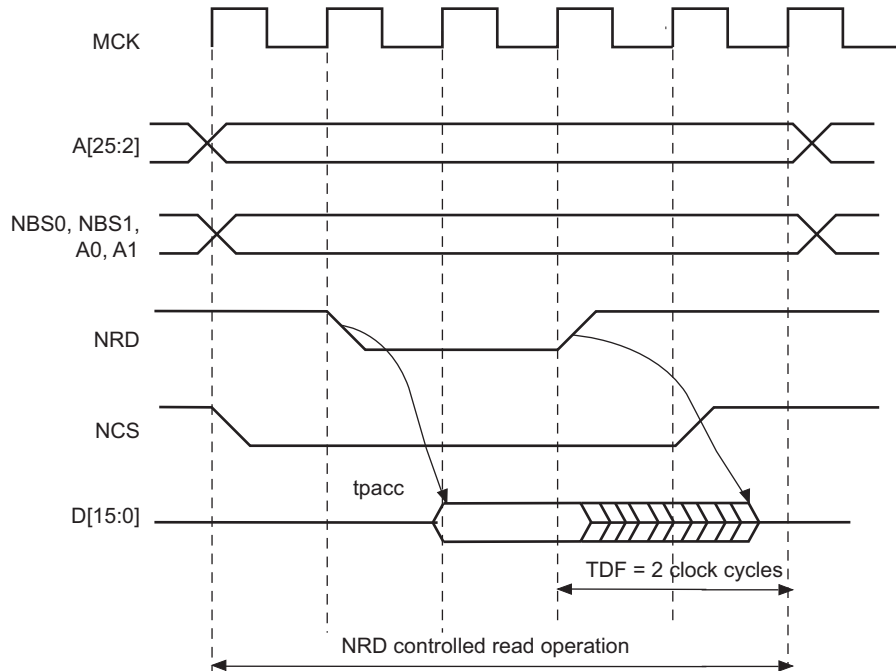 MCK
A[25:2]
NBS0, NBS1,
A0, A1
NRD
NCS
tpacc
D[15:0]
TDF = 2 clock cycles
NRD controlled read operation